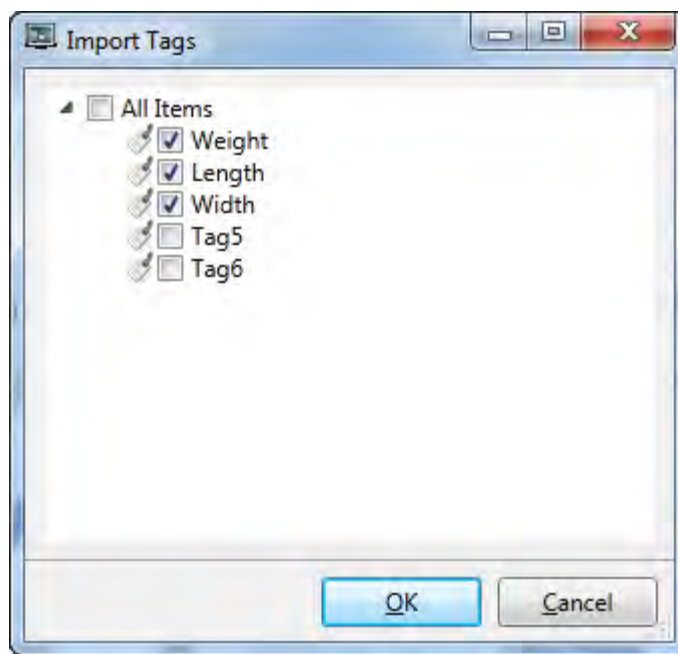 Import Tags
All Items
Weight
Length
Width
Tag5
Tag6
OK
Cancel